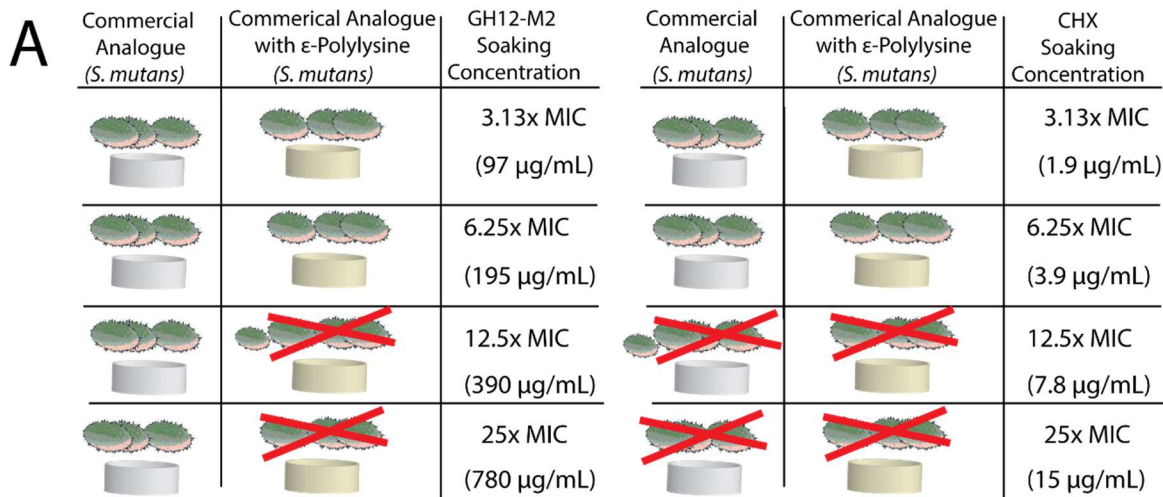 A
Commercial
Analogue
(S. mutans)
Commerical Analogue
with ε-Polylysine
(S. mutans)
GH12-M2
Soaking
Concentration
3.13x MIC
(97 µg/mL)
6.25x MIC
(195 µg/mL)
12.5x MIC
(390 µg/mL)
25x MIC
(780 µg/mL)
Commercial
Analogue
(S. mutans)
Commerical Analogue
with ε-Polylysine
(S. mutans)
CHX
Soaking
Concentration
3.13x MIC
(1.9 µg/mL)
6.25x MIC
(3.9 µg/mL)
12.5x MIC
(7.8 µg/mL)
25x MIC
(15 µg/mL)